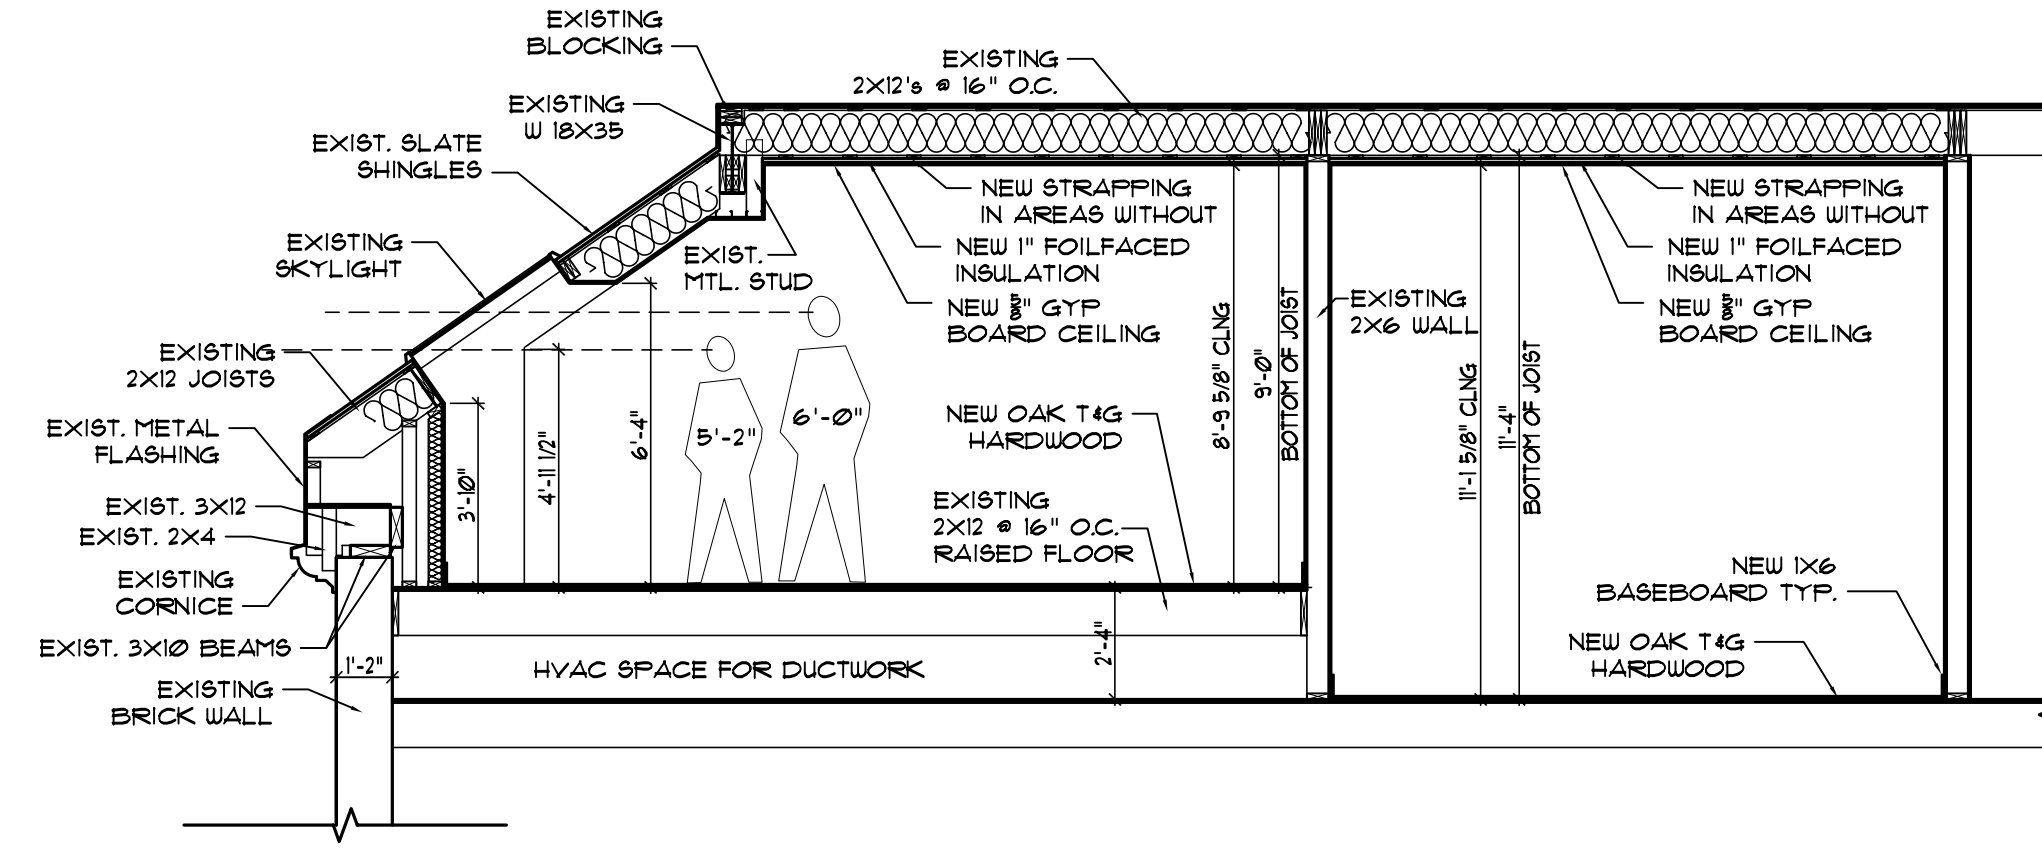 EXISTING
BLOCKING
EXISTING
2X12's @ 16" O.C.
EXISTING
W 18X35
EXIST. SLATE
SHINGLES
NEW STRAPPING
IN AREAS WITHOUT
NEW STRAPPING
IN AREAS WITHOUT
EXISTING
SKYLIGHT
EXIST.
MTL. STUD
NEW 1" FOILFACED
INSULATION
NEW 1" FOILFACED
INSULATION
NEW 5/8" GYP
BOARD CEILING
EXISTING
2X6 WALL
NEW 5/8" GYP
BOARD CEILING
EXISTING
2X12 JOISTS
8'-9 5/8" CLNG
9'-0"
BOTTOM OF JOIST
11'-1 5/8" CLNG
11'-4"
BOTTOM OF JOIST
EXIST. METAL
FLASHING
3'-10"
4'-11 1/2"
6'-4"
5'-2"
6'-0"
NEW OAK T&G
HARDWOOD
EXIST. 3X12
EXIST. 2X4
EXISTING
2X12 @ 16" O.C.
RAISED FLOOR
EXISTING
CORNICE
NEW 1X6
BASEBOARD TYP.
EXIST. 3X10 BEAMS
1'-2"
HVAC SPACE FOR DUCTWORK
2'-4"
NEW OAK T&G
HARDWOOD
EXISTING
BRICK WALL